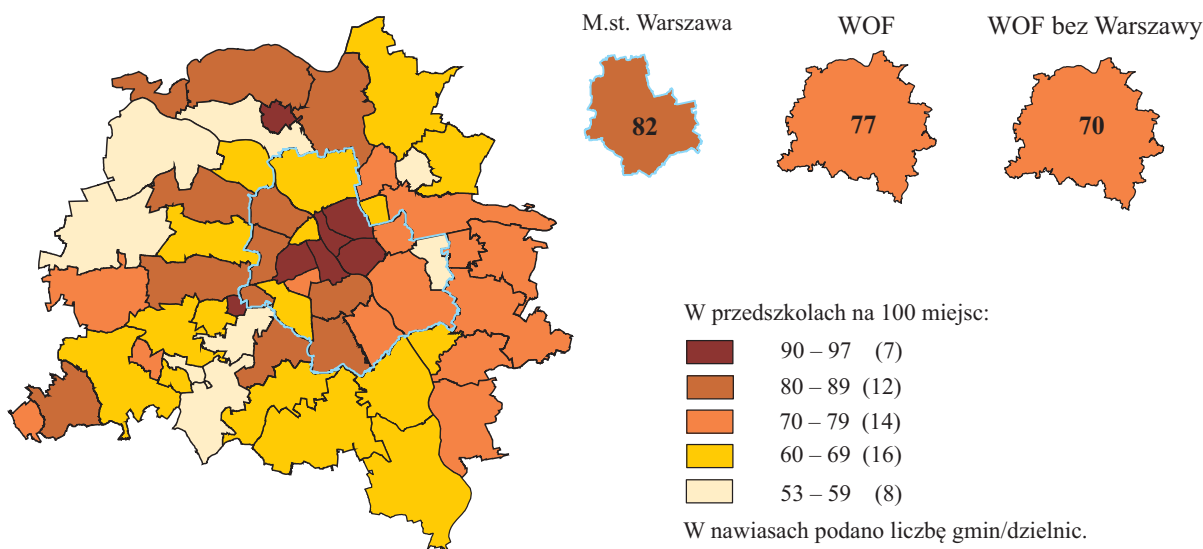 M.st. Warszawa
WOF
WOF bez Warszawy
82
77
70
W przedszkolach na 100 miejsc:
90 – 97 (7)
80 – 89 (12)
70 – 79 (14)
60 – 69 (16)
53 – 59 (8)
W nawiasach podano liczbę gmin/dzielnic.